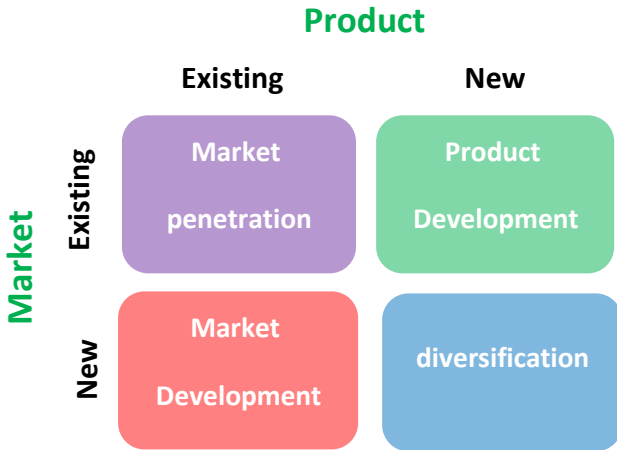 Product
Existing
New
Market
Existing
Market
penetration
Product
Development
New
Market
Development
diversification